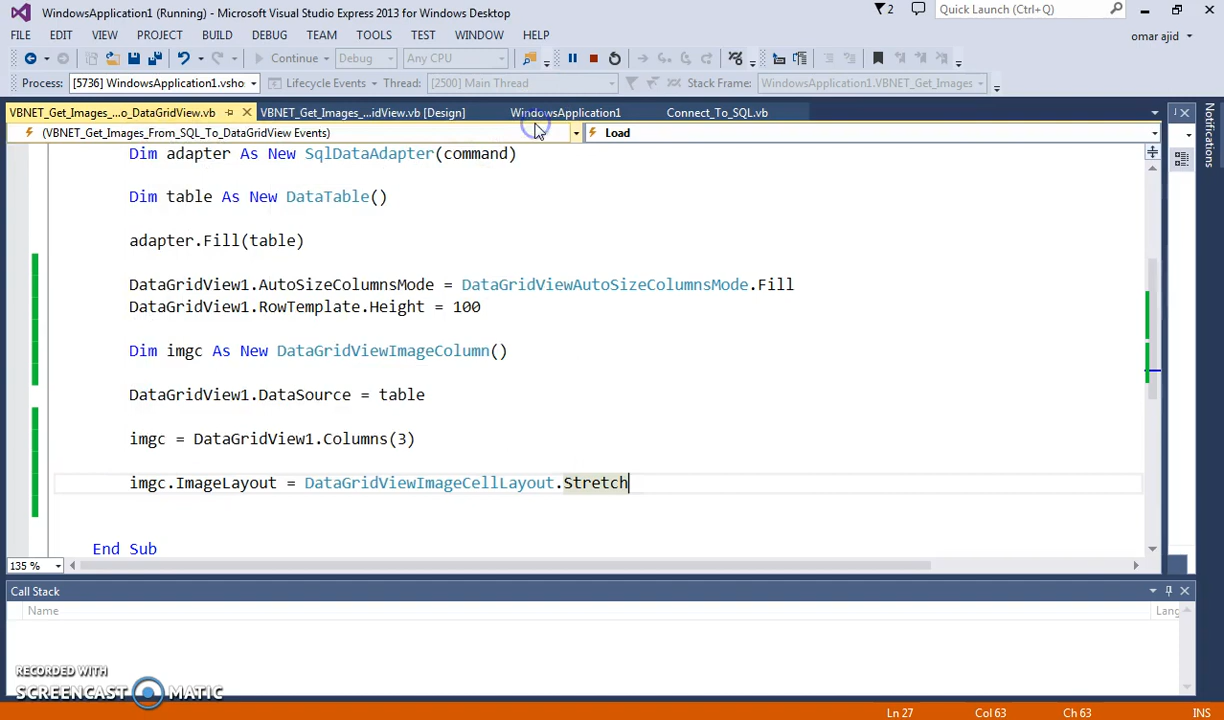 WindowsApplication1 (Running) - Microsoft Visual Studio Express 2013 for Windows Desktop
2
Quick Launch (Ctrl+Q)
FILE EDIT VIEW PROJECT BUILD DEBUG TEAM TOOLS TEST WINDOW HELP
omar ajid
Continue Debug Any CPU
Process: [5736] WindowsApplication1.vsho Lifecycle Events Thread: [2500] Main Thread Stack Frame: WindowsApplication1.VBNET_Get_Images
VBNET_Get_Images_...o_DataGridView.vb VBNET_Get_Images_...idView.vb [Design] WindowsApplication1 Connect_To_SQL.vb
(VBNET_Get_Images_From_SQL_To_DataGridView Events) Load
Notifications
Dim adapter As New SqlDataAdapter(command)
Dim table As New DataTable()
adapter.Fill(table)
DataGridView1.AutoSizeColumnsMode = DataGridViewAutoSizeColumnsMode.Fill
DataGridView1.RowTemplate.Height = 100
Dim imgc As New DataGridViewImageColumn()
DataGridView1.DataSource = table
imgc = DataGridView1.Columns(3)
imgc.ImageLayout = DataGridViewImageCellLayout.Stretch
End Sub
135 %
Call Stack
Name Lang
RECORDED WITH
SCREENCAST MATIC
Ln 27 Col 63 Ch 63 INS